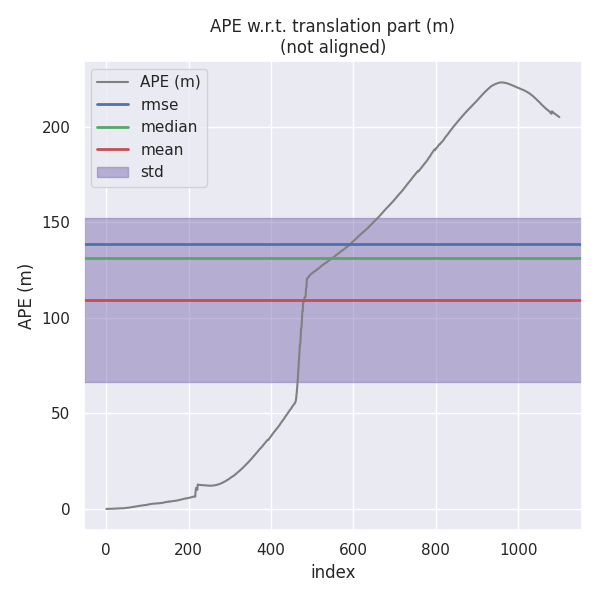 APE w.r.t. translation part (m)
(not aligned)
APE (m)
rmse
median
mean
std
200
150
100
50
0
APE (m)
0 200 400 600 800 1000
index